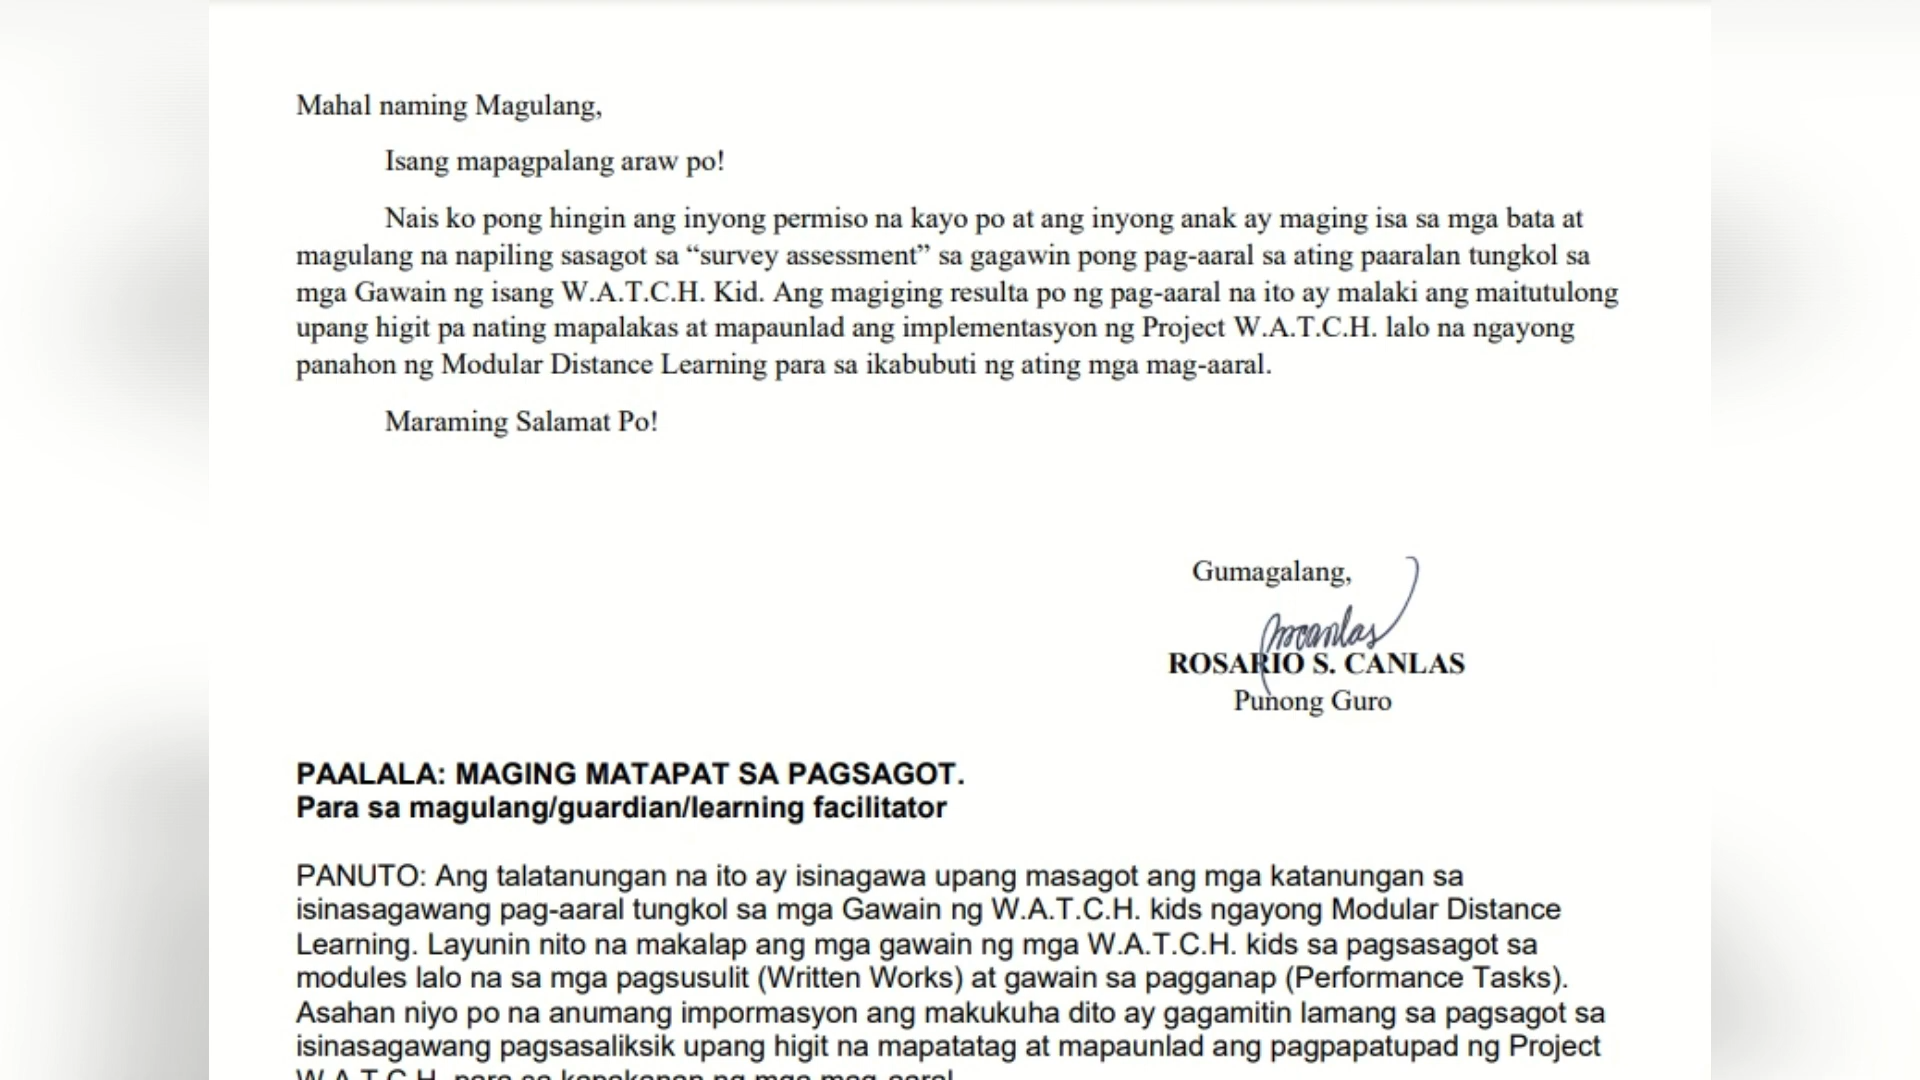 Mahal naming Magulang,
Isang mapagpalang araw po!
Nais ko pong hingin ang inyong permiso na kayo po at ang inyong anak ay maging isa sa mga bata at
magulang na napiling sasagot sa “survey assessment” sa gagawin pong pag-aaral sa ating paaralan tungkol sa
mga Gawain ng isang W.A.T.C.H. Kid. Ang magiging resulta po ng pag-aaral na ito ay malaki ang maitutulong
upang higit pa nating mapalakas at mapaunlad ang implementasyon ng Project W.A.T.C.H. lalo na ngayong
panahon ng Modular Distance Learning para sa ikabubuti ng ating mga mag-aaral.
Maraming Salamat Po!
Gumagalang,
ROSARIO S. CANLAS
Punong Guro
PAALALA: MAGING MATAPAT SA PAGSAGOT.
Para sa magulang/guardian/learning facilitator
PANUTO: Ang talatanungan na ito ay isinagawa upang masagot ang mga katanungan sa
isinasagawang pag-aaral tungkol sa mga Gawain ng W.A.T.C.H. kids ngayong Modular Distance
Learning. Layunin nito na makalap ang mga gawain ng mga W.A.T.C.H. kids sa pagsasagot sa
modules lalo na sa mga pagsusulit (Written Works) at gawain sa pagganap (Performance Tasks).
Asahan niyo po na anumang impormasyon ang makukuha dito ay gagamitin lamang sa pagsagot sa
isinasagawang pagsasaliksik upang higit na mapatatag at mapaunlad ang pagpapatupad ng Project
W.A.T.C.H. para sa kapakanan ng mga mag-aaral.